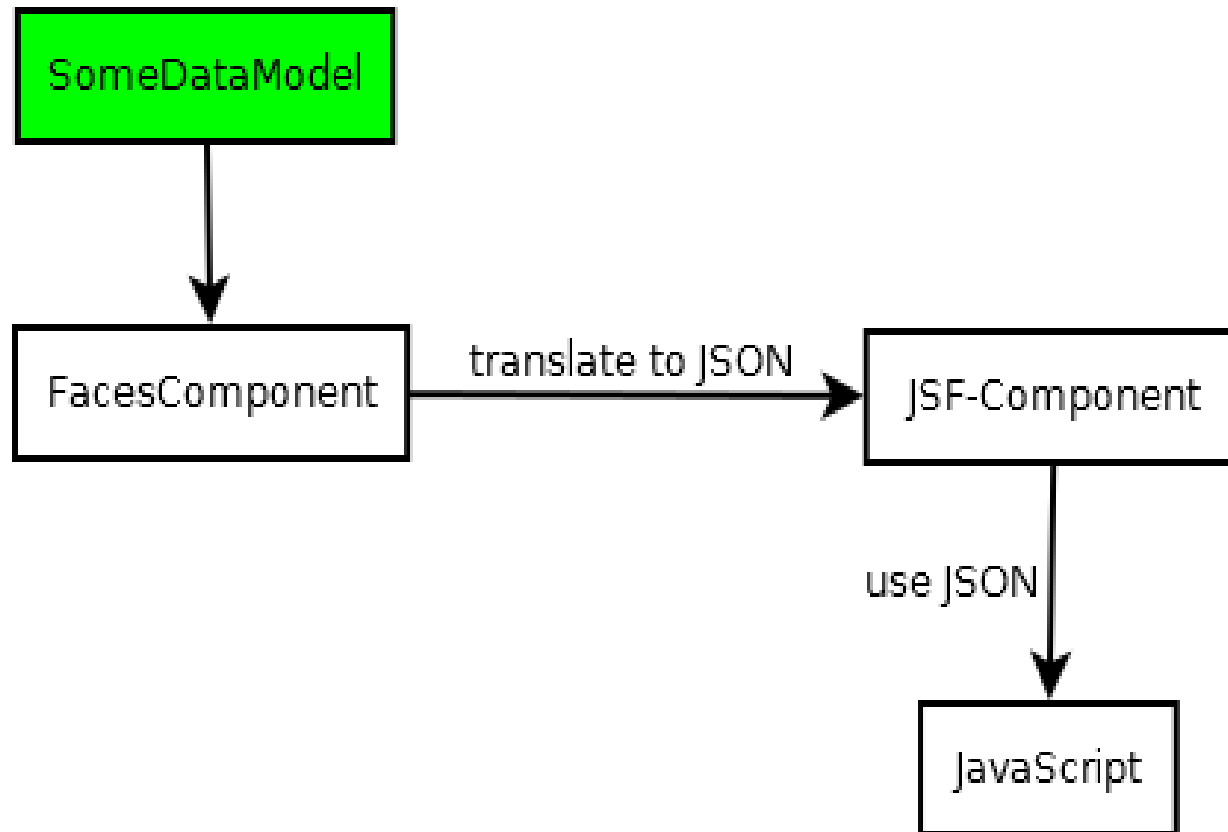 SomeDataModel
FacesComponent
translate to JSON
JSF-Component
use JSON
JavaScript